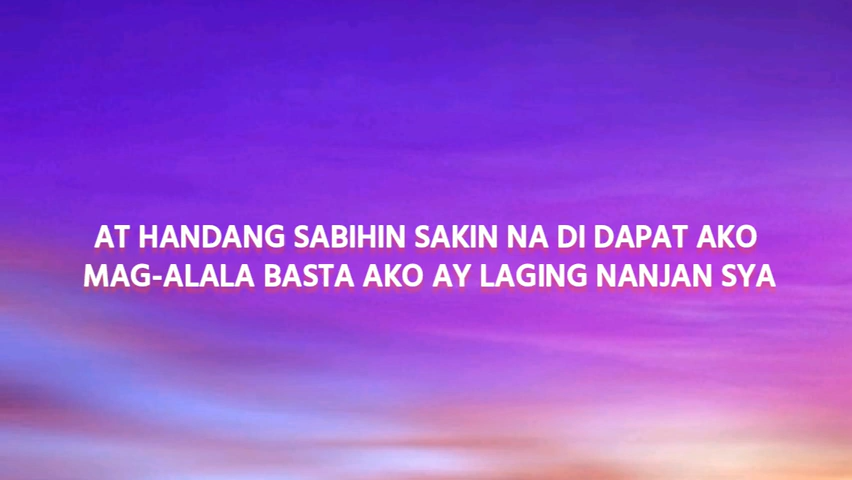 AT HANDANG SABIHIN SAKIN NA DI DAPAT AKO
MAG-ALALA BASTA AKO AY LAGING NANJAN SYA